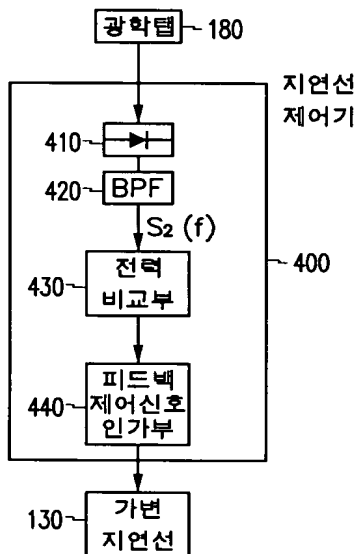 광학탭
180
지연선
제어기
410
420
BPF
S₂ (f)
430
전력
비교부
400
440
피드백
제어신호
인가부
130
가변
지연선